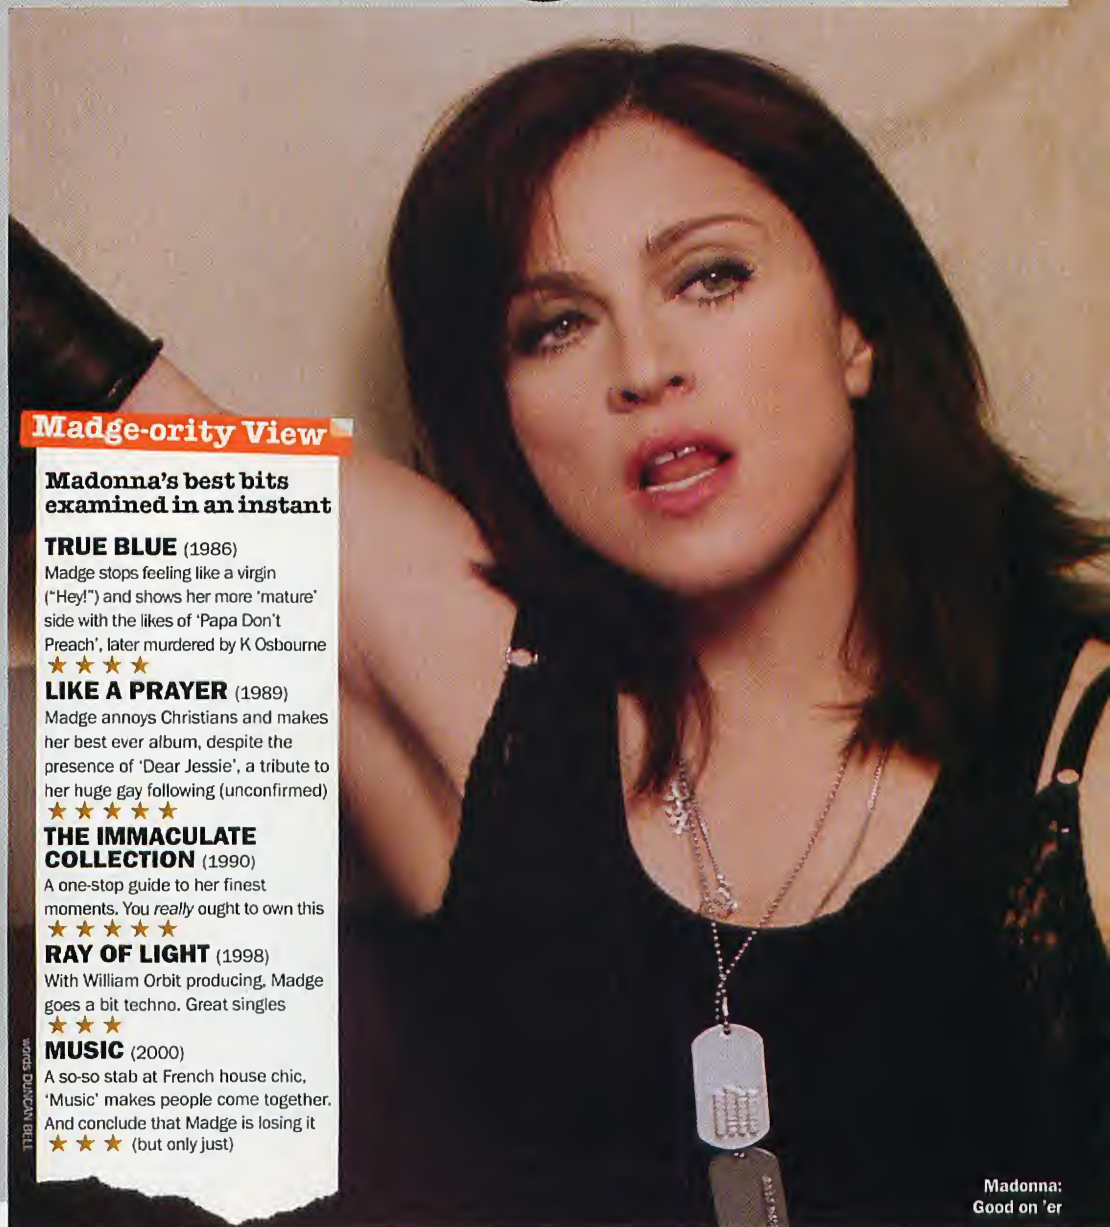 Madge-ority View
Madonna's best bits
examined in an instant
TRUE BLUE (1986)
Madge stops feeling like a virgin
("Hey!") and shows her more 'mature'
side with the likes of 'Papa Don't
Preach', later murdered by K Osbourne
★ ★ ★ ★
LIKE A PRAYER (1989)
Madge annoys Christians and makes
her best ever album, despite the
presence of 'Dear Jessie', a tribute to
her huge gay following (unconfirmed)
★ ★ ★ ★ ★
THE IMMACULATE
COLLECTION (1990)
A one-stop guide to her finest
moments. You really ought to own this
★ ★ ★ ★ ★
RAY OF LIGHT (1998)
With William Orbit producing, Madge
goes a bit techno. Great singles
★ ★ ★
MUSIC (2000)
A so-so stab at French house chic,
'Music' makes people come together.
And conclude that Madge is losing it
★ ★ ★ (but only just)
words DUNCAN BELL
Madonna:
Good on 'er